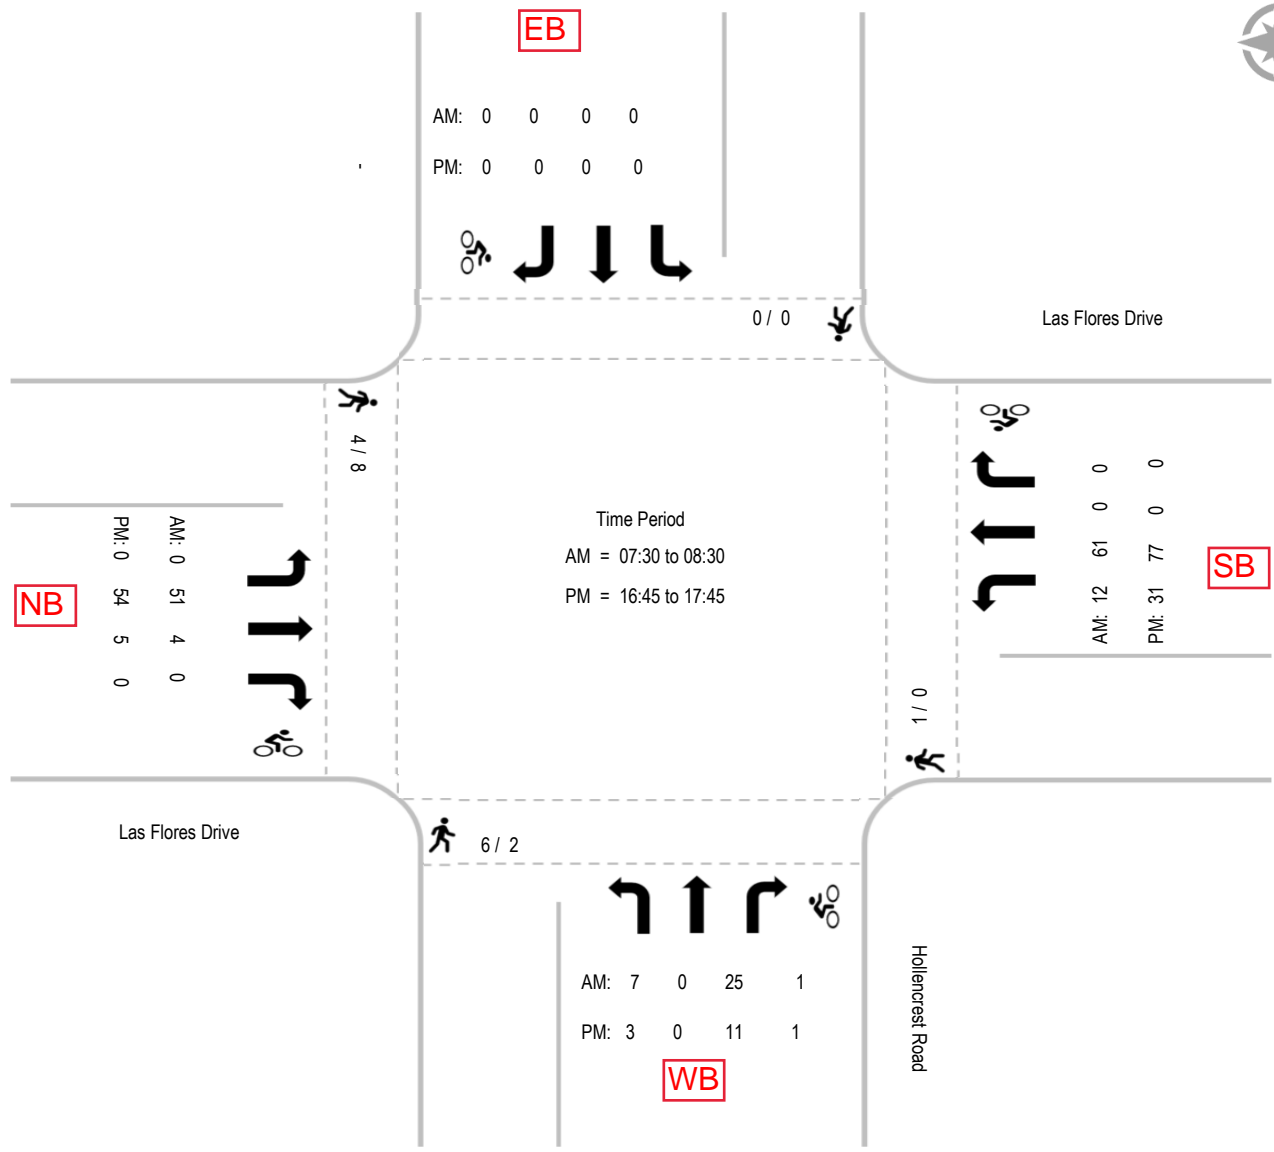 EB
AM: 0 0 0 0
PM: 0 0 0 0
0 / 0
Las Flores Drive
4 / 8
Time Period
AM = 07:30 to 08:30
PM = 16:45 to 17:45
NB
AM: 0 51 4 0
PM: 0 54 5 0
SB
AM: 12 61 0 0
PM: 31 77 0 0
1 / 0
Las Flores Drive
6 / 2
AM: 7 0 25 1
PM: 3 0 11 1
WB
Hollencrest Road